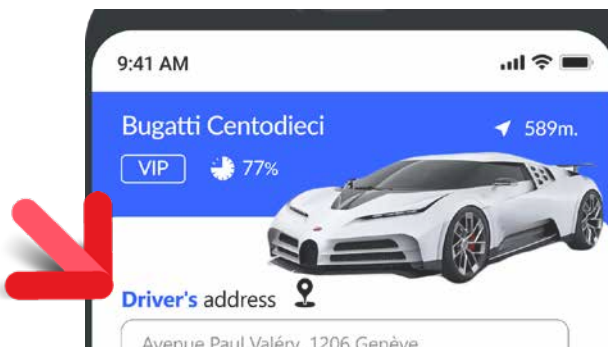 9:41 AM
Bugatti Centodieci
589m.
VIP
77%
Driver's address
Avenue Paul Valéry, 1206 Genève